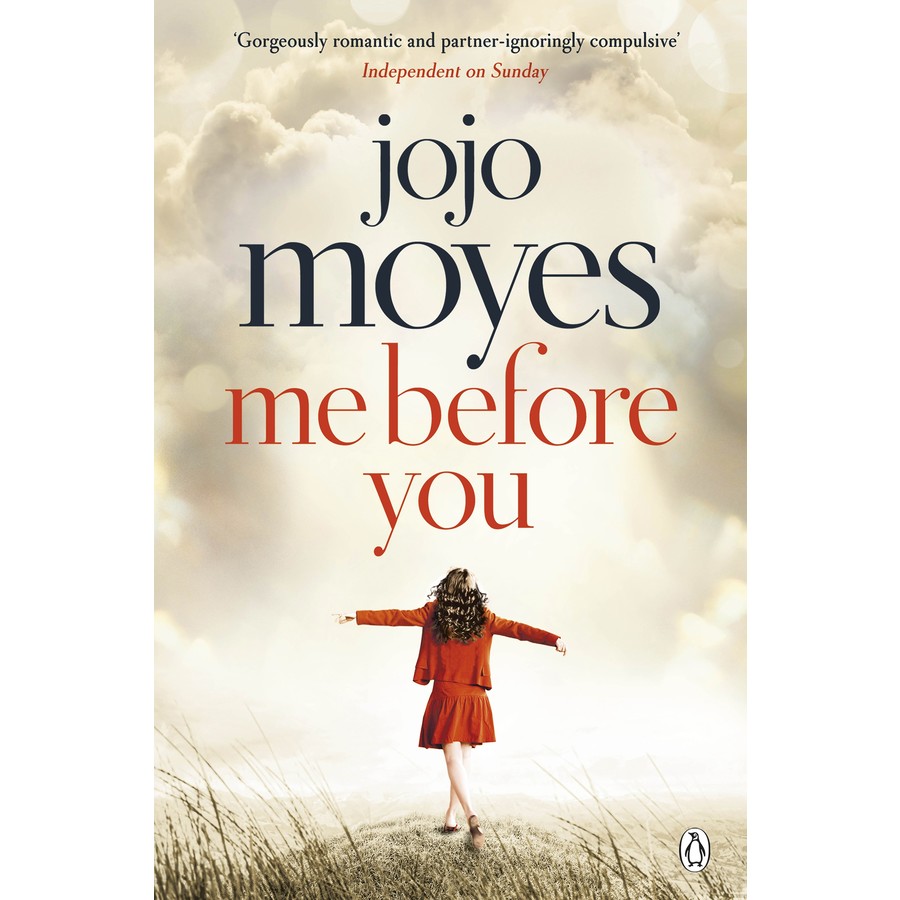 ‘Gorgeously romantic and partner-ignoringly compulsive’
Independent on Sunday
jojo
moyes
me before
you